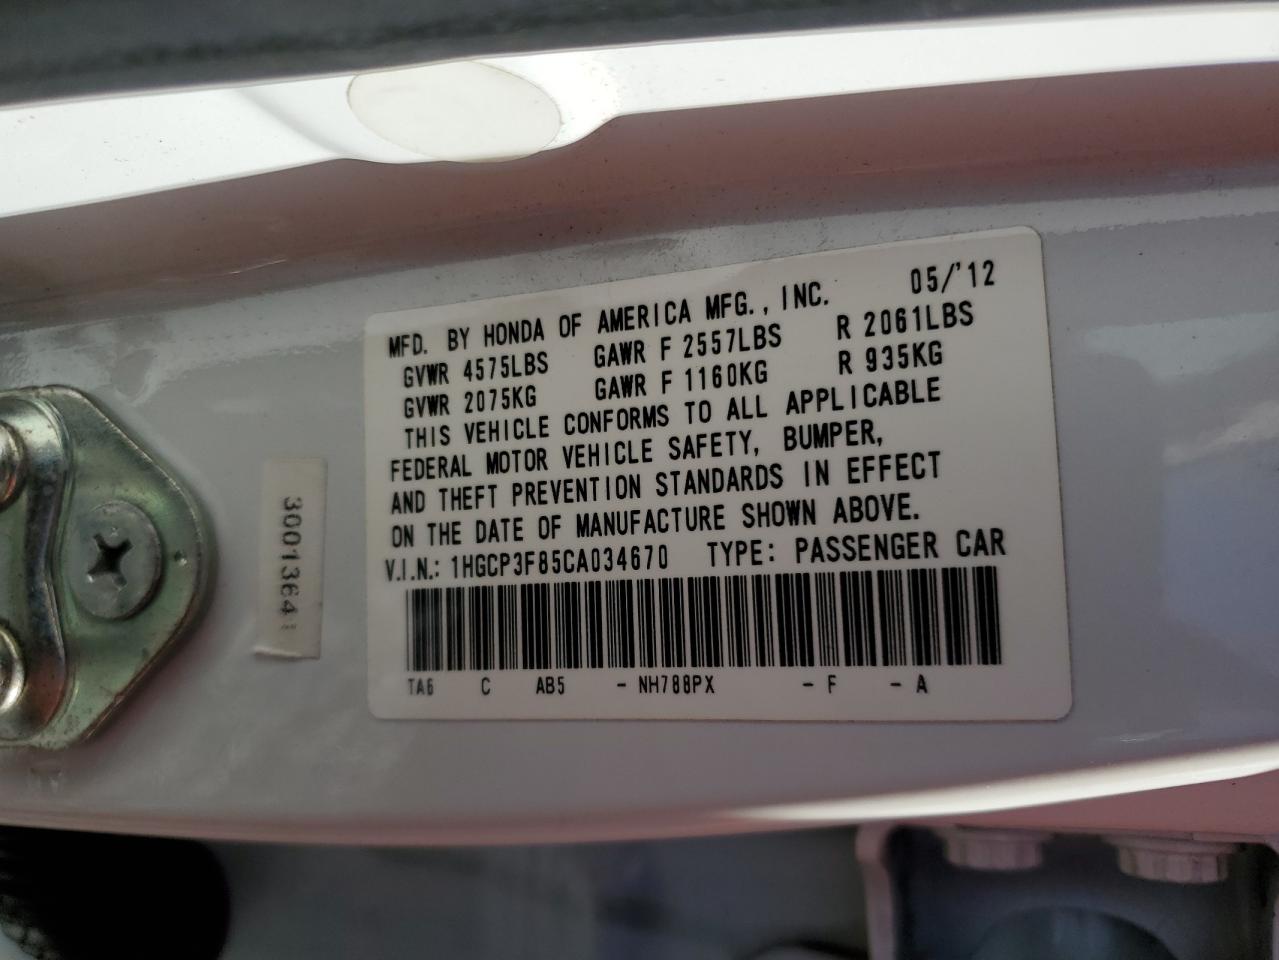 MFD. BY HONDA OF AMERICA MFG., INC. 05/'12
GVWR 4575LBS GAWR F 2557LBS R 2061LBS
GVWR 2075KG GAWR F 1160KG R 935KG
THIS VEHICLE CONFORMS TO ALL APPLICABLE
FEDERAL MOTOR VEHICLE SAFETY, BUMPER,
AND THEFT PREVENTION STANDARDS IN EFFECT
ON THE DATE OF MANUFACTURE SHOWN ABOVE.
V.I.N.: 1HGCP3F85CA034670 TYPE: PASSENGER CAR
TA6 C AB5 - NH788PX - F - A